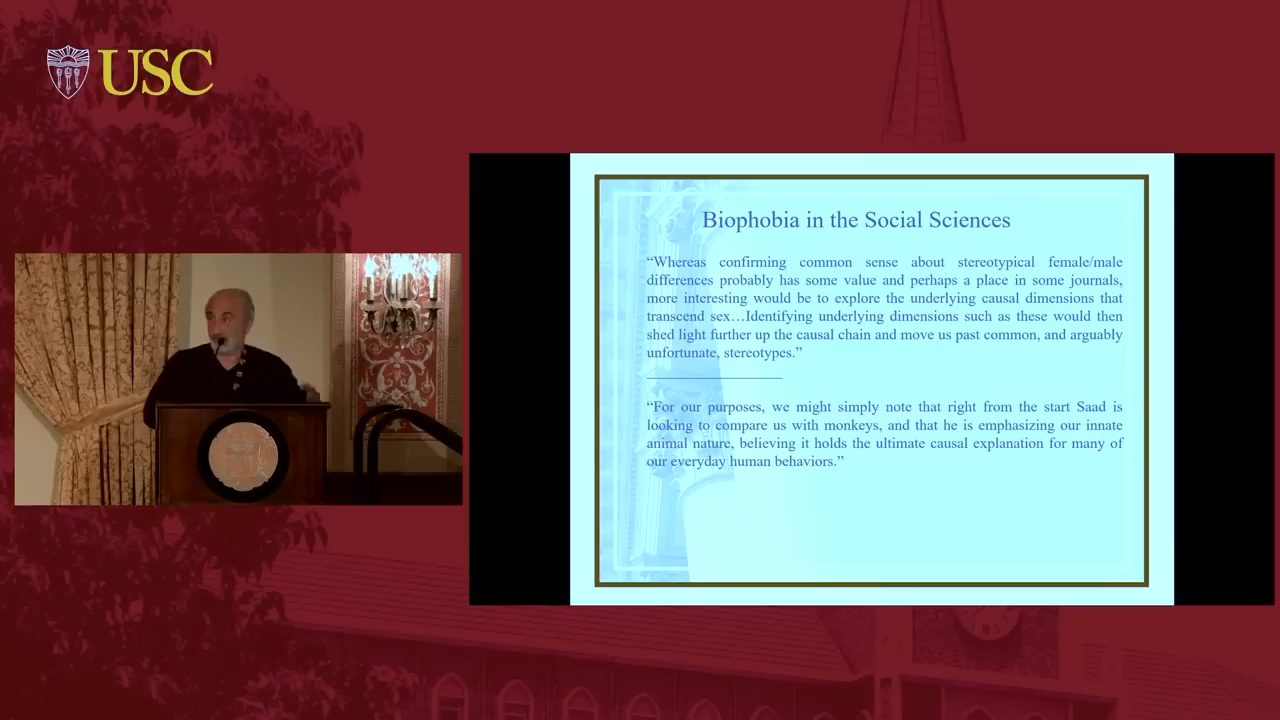 USC
Biophobia in the Social Sciences
“Whereas confirming common sense about stereotypical female/male
differences probably has some value and perhaps a place in some journals,
more interesting would be to explore the underlying causal dimensions that
transcend sex…Identifying underlying dimensions such as these would then
shed light further up the causal chain and move us past common, and arguably
unfortunate, stereotypes.”
“For our purposes, we might simply note that right from the start Saad is
looking to compare us with monkeys, and that he is emphasizing our innate
animal nature, believing it holds the ultimate causal explanation for many of
our everyday human behaviors.”